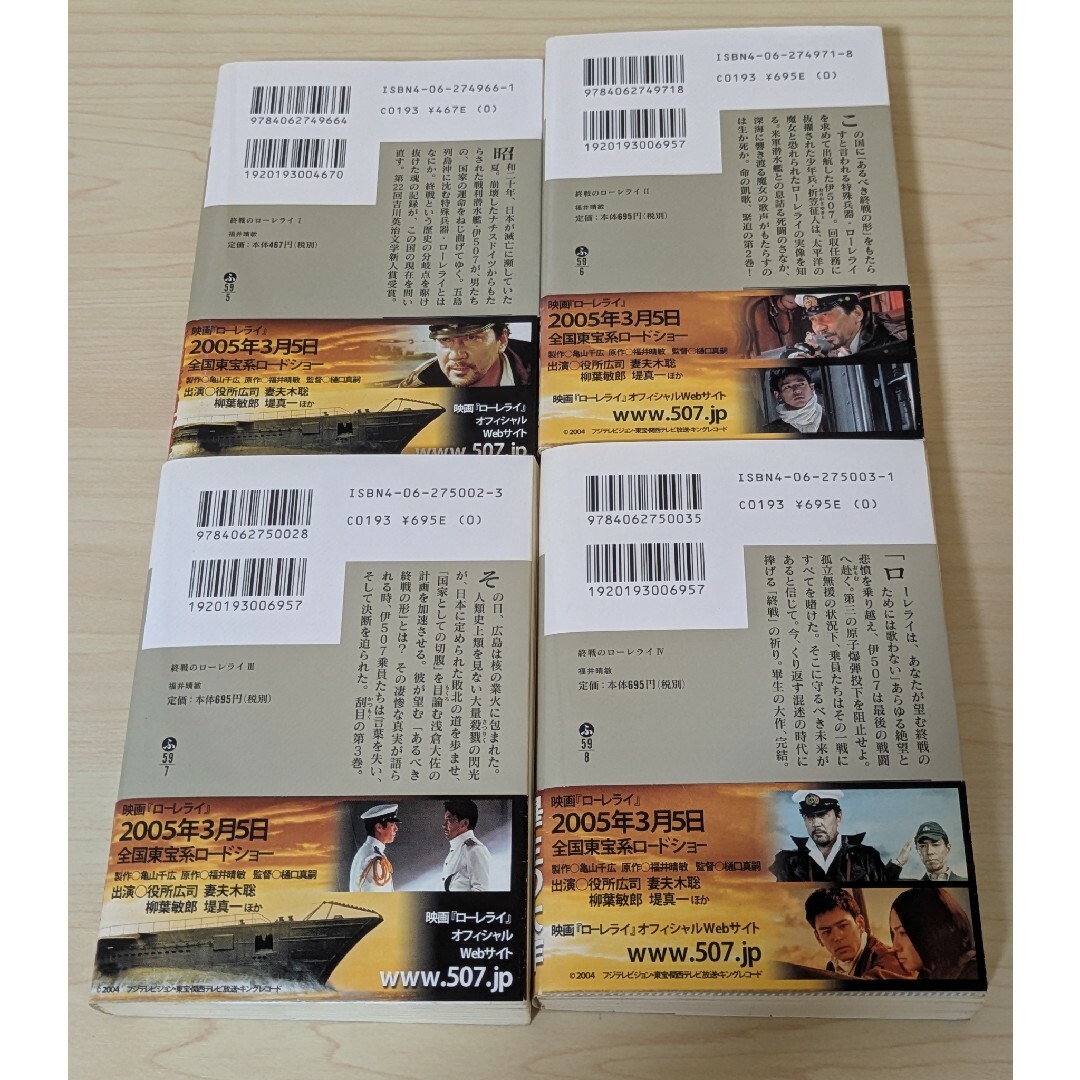 ISBN4-06-274966-1
C0193 ¥467E (0)
9784062749664
1920193004670
昭和二十年、日本が滅亡に瀕していた
夏。崩壊したナチスドイツからもた
らされた戦利潜水艦・伊507が、男たち
の、国家の運命をねじ曲げてゆく。五島
列島沖に沈む特殊兵器・ローレライとは
なにか。終戦という歴史の分岐点を駆け
抜けた魂の記録が、この国の現在を問い
直す。第22回吉川英治文学新人賞受賞。
終戦のローレライ Ⅰ
福井晴敏
定価：本体467円(税別)
ふ
59
5
映画『ローレライ』
2005年3月5日
全国東宝系ロードショー
製作○亀山千広 原作○福井晴敏 監督○樋口真嗣
出演○役所広司 妻夫木聡
柳葉敏郎 堤真一ほか
映画『ローレライ』
オフィシャル
Webサイト
www.507.jp
ISBN4-06-274971-8
C0193 ¥695E (0)
9784062749718
1920193006957
この国に「あるべき終戦の形」をもたら
すと言われる特殊兵器・ローレライ
を求めて出航した伊507。回収任務に
抜擢された少年兵・折笠征人は、太平洋の
魔女と恐れられたローレライの実像を知
る。米軍潜水艦との息詰る死闘のさなか、
深海に響き渡る魔女の歌声がもたらすの
は生か死か。命の凱歌、緊迫の第2巻！
終戦のローレライ Ⅱ
福井晴敏
定価：本体695円(税別)
ふ
59
6
映画『ローレライ』
2005年3月5日
全国東宝系ロードショー
製作○亀山千広 原作○福井晴敏 監督○樋口真嗣
出演○役所広司 妻夫木聡
柳葉敏郎 堤真一ほか
映画『ローレライ』オフィシャルWebサイト
www.507.jp
©2004 フジテレビジョン・東宝・関西テレビ放送・キングレコード
ISBN4-06-275002-3
C0193 ¥695E (0)
9784062750028
1920193006957
その日、広島は核の業火に包まれた。
人類史上類を見ない大量殺戮の閃光
が、日本に定められた敗北の道を歩ませ、
「国家としての切腹」を目論む浅倉大佐の
計画を加速させる。彼が望む「あるべき
終戦の形」とは？ その凄惨な真実が語ら
れる時、伊507乗員たちは言葉を失い、
そして決断を迫られた。刮目の第3巻。
終戦のローレライ Ⅲ
福井晴敏
定価：本体695円(税別)
ふ
59
7
映画『ローレライ』
2005年3月5日
全国東宝系ロードショー
製作○亀山千広 原作○福井晴敏 監督○樋口真嗣
出演○役所広司 妻夫木聡
柳葉敏郎 堤真一ほか
映画『ローレライ』
オフィシャル
Webサイト
www.507.jp
©2004 フジテレビジョン・東宝・関西テレビ放送・キングレコード
ISBN4-06-275003-1
C0193 ¥695E (0)
9784062750035
1920193006957
「ローレライは、あなたが望む終戦の
ためには歌わない」あらゆる絶望と
悲憤を乗り越え、伊507は最後の戦闘
へ赴く。第三の原子爆弾投下を阻止せよ。
孤立無援の状況下、乗員たちはその一戦に
すべてを賭けた。そこに守るべき未来が
あると信じて。今、くり返す混迷の時代に
捧げる「終戦」の祈り。畢生の大作、完結。
終戦のローレライ Ⅳ
福井晴敏
定価：本体695円(税別)
ふ
59
8
映画『ローレライ』
2005年3月5日
全国東宝系ロードショー
製作○亀山千広 原作○福井晴敏 監督○樋口真嗣
出演○役所広司 妻夫木聡
柳葉敏郎 堤真一ほか
映画『ローレライ』オフィシャルWebサイト
www.507.jp
©2004 フジテレビジョン・東宝・関西テレビ放送・キングレコード